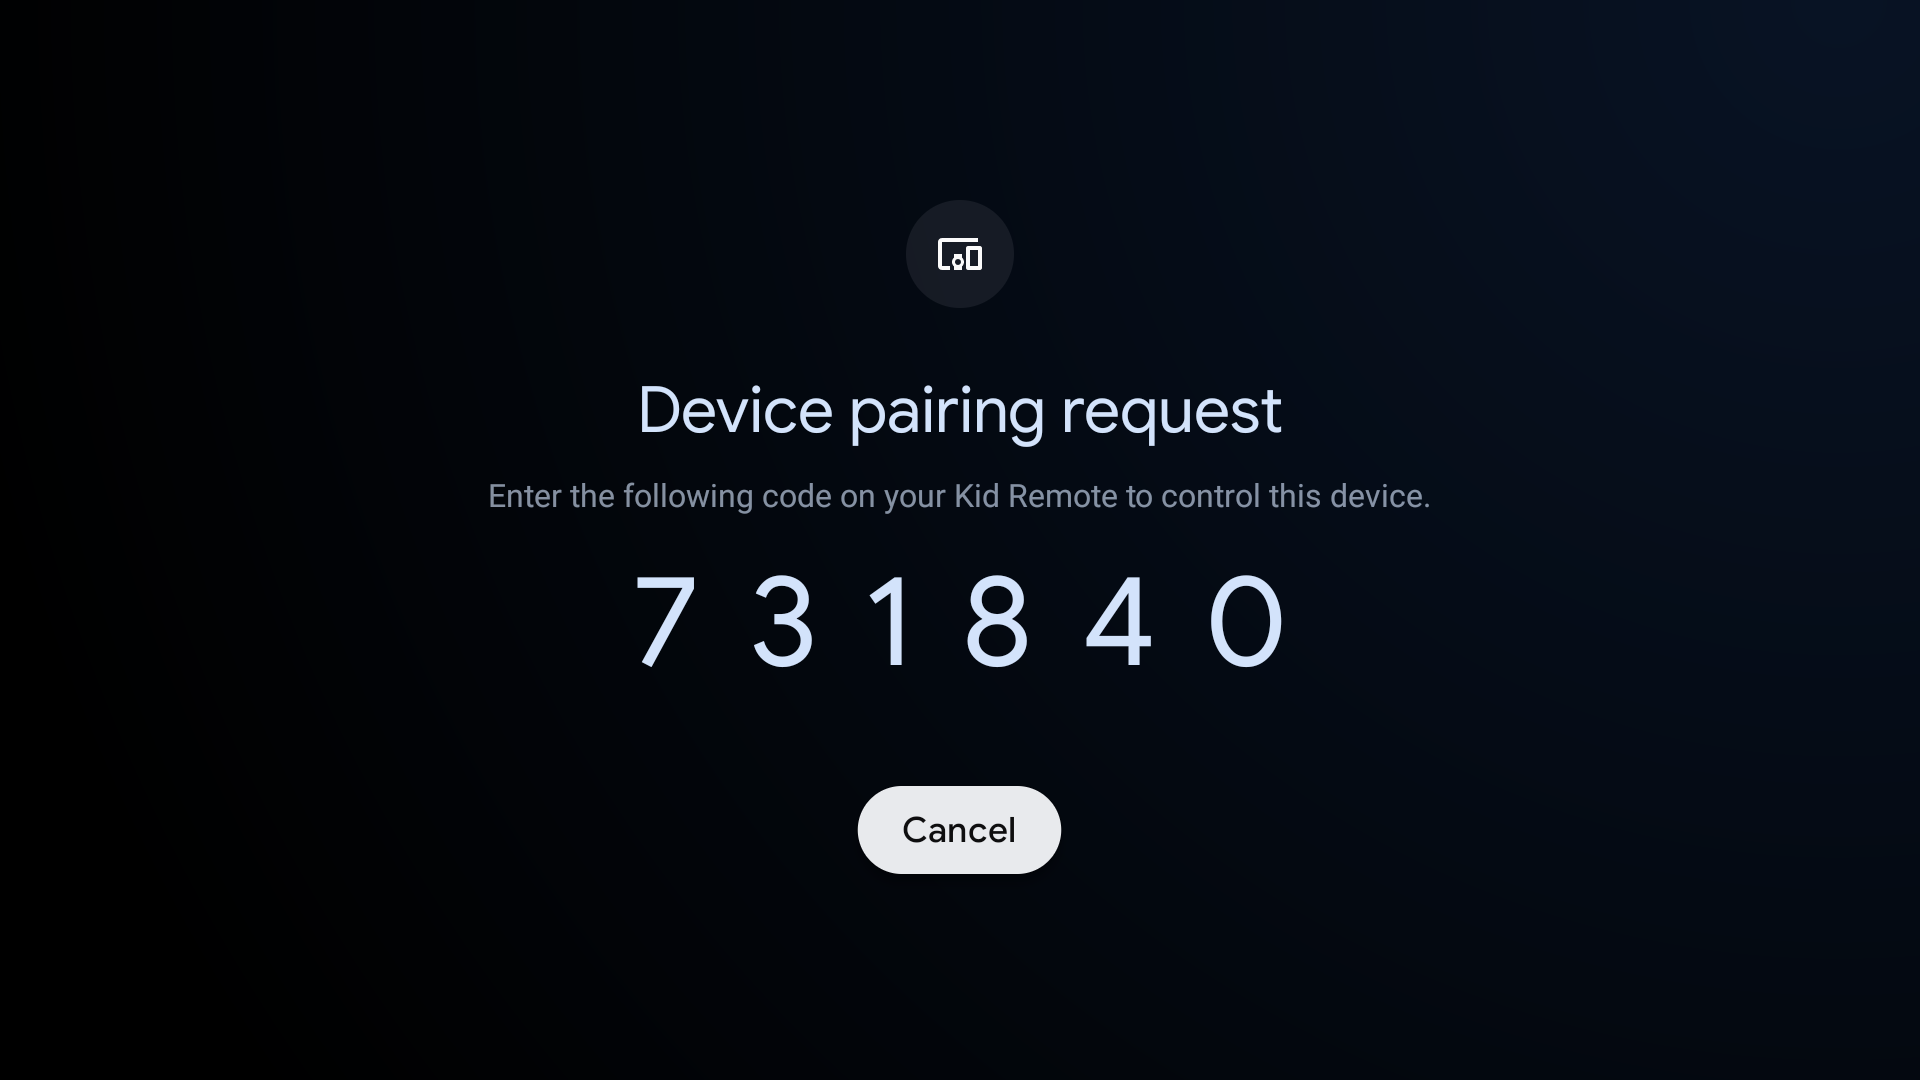 Device pairing request
Enter the following code on your Kid Remote to control this device.
7 3 1 8 4 0
Cancel